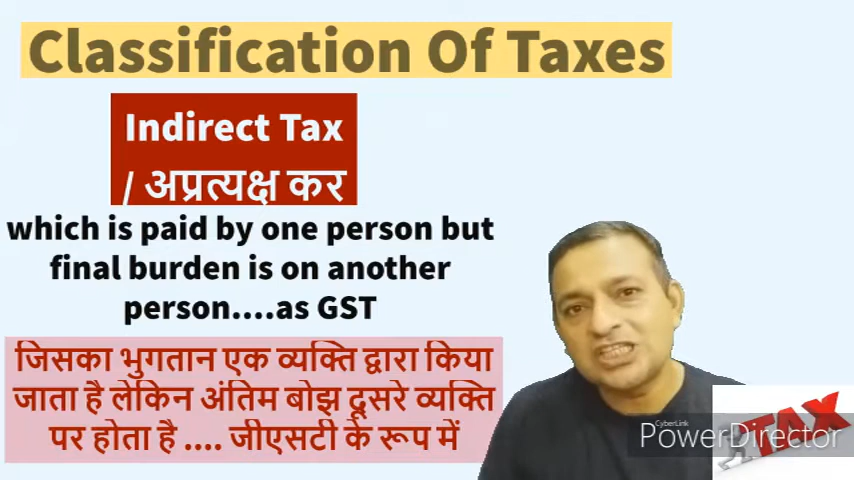 Classification Of Taxes
Indirect Tax
/ अप्रत्यक्ष कर
which is paid by one person but
final burden is on another
person....as GST
जिसका भुगतान एक व्यक्ति द्वारा किया
जाता है लेकिन अंतिम बोझ दूसरे व्यक्ति
पर होता है .... जीएसटी के रूप में
CyberLink
PowerDirector
TAX